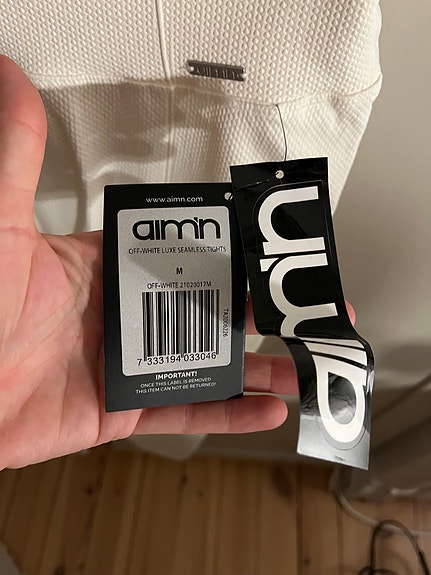 aim'n
www.aimn.com
aim'n
OFF-WHITE LUXE SEAMLESS TIGHTS
M
OFF-WHITE 21020017M
7 333194 033046
IMPORTANT!
ONCE THIS LABEL IS REMOVED
THIS ITEM CAN NOT BE RETURNED!
aim'n